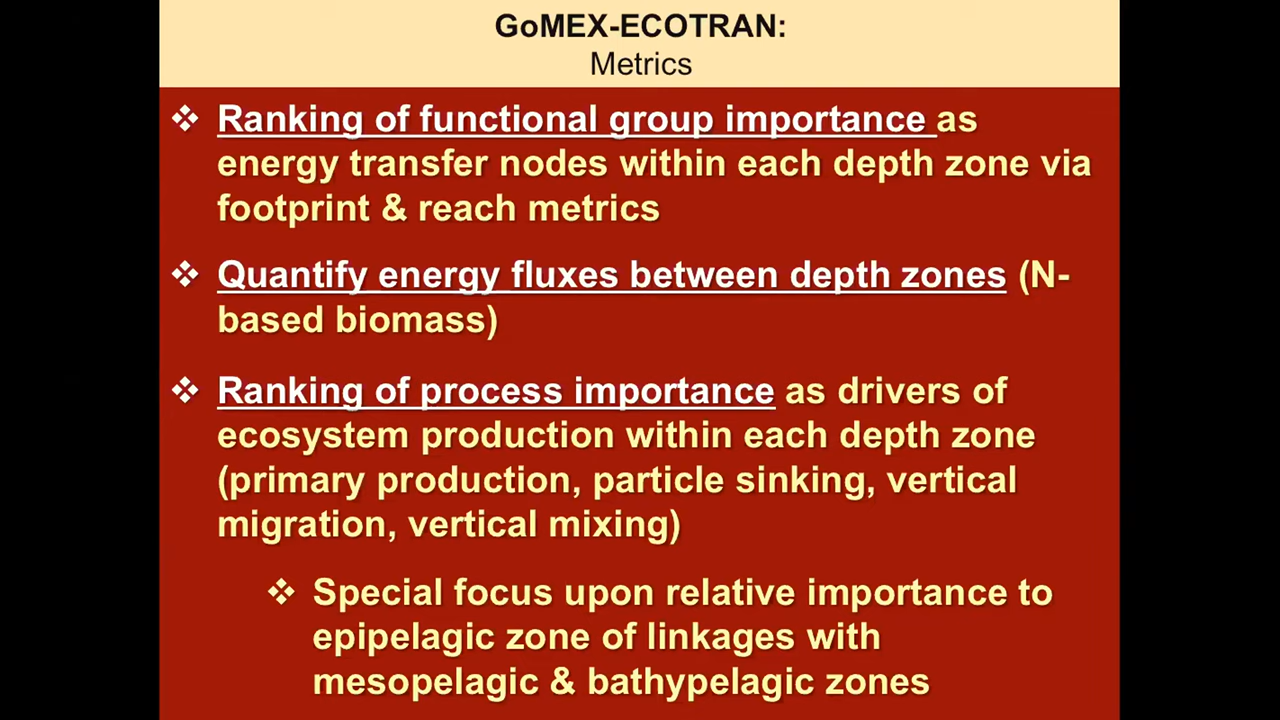 GoMEX-ECOTRAN:
Metrics
❖ Ranking of functional group importance as
energy transfer nodes within each depth zone via
footprint & reach metrics
❖ Quantify energy fluxes between depth zones (N-
based biomass)
❖ Ranking of process importance as drivers of
ecosystem production within each depth zone
(primary production, particle sinking, vertical
migration, vertical mixing)
❖ Special focus upon relative importance to
epipelagic zone of linkages with
mesopelagic & bathypelagic zones